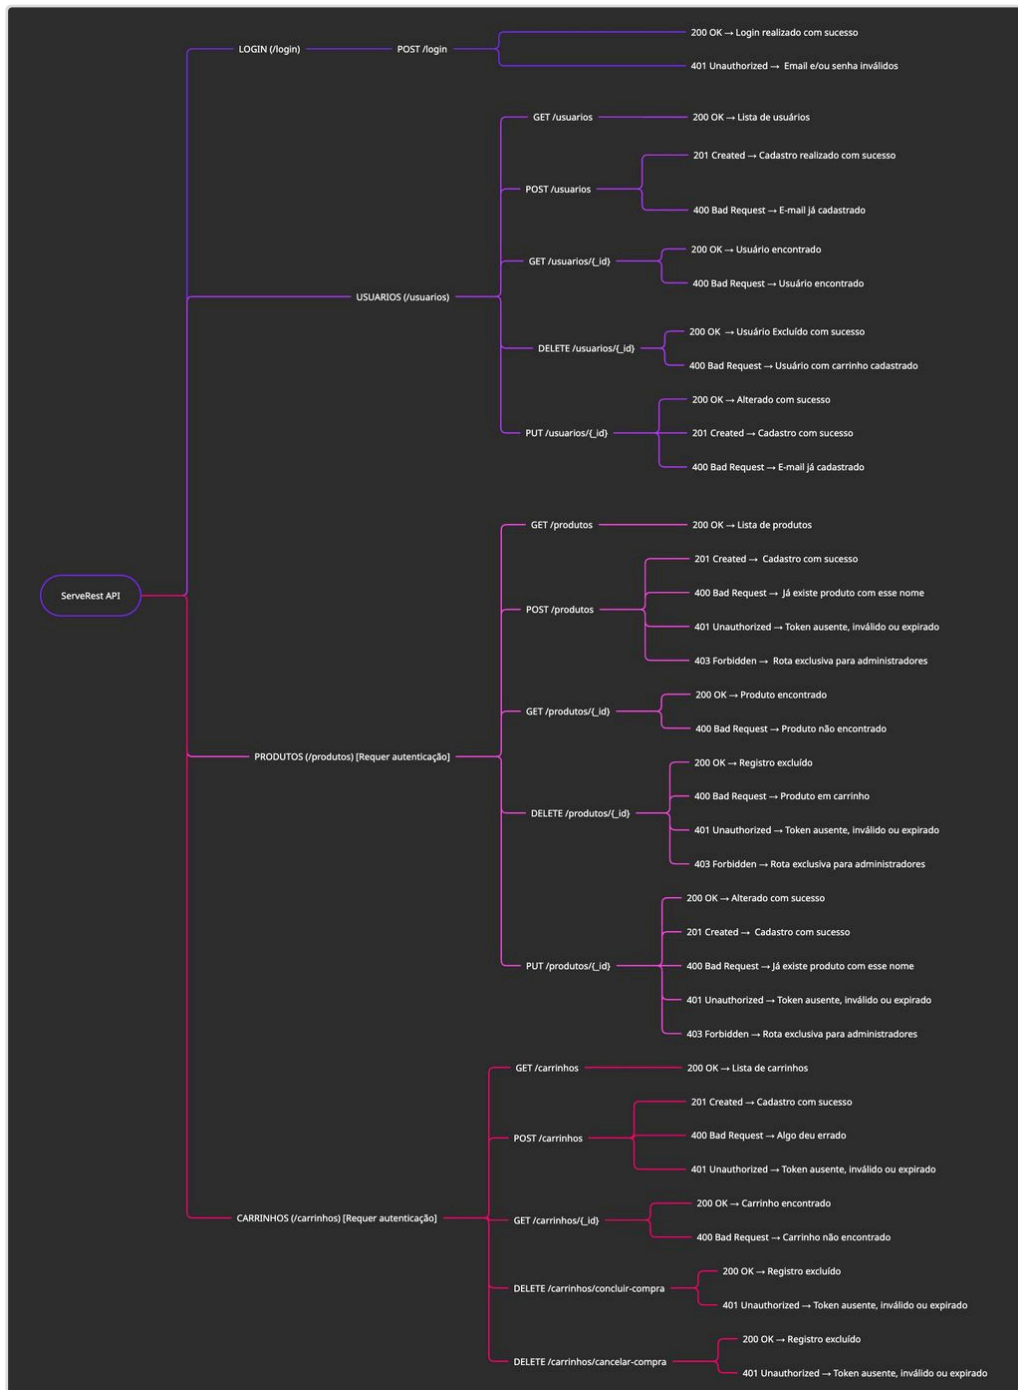 ServeRest API
LOGIN (/login)
POST /login
200 OK → Login realizado com sucesso
401 Unauthorized → Email e/ou senha inválidos
USUARIOS (/usuarios)
GET /usuarios
200 OK → Lista de usuários
POST /usuarios
201 Created → Cadastro realizado com sucesso
400 Bad Request → E-mail já cadastrado
GET /usuarios/{_id}
200 OK → Usuário encontrado
400 Bad Request → Usuário encontrado
DELETE /usuarios/{_id}
200 OK → Usuário Excluído com sucesso
400 Bad Request → Usuário com carrinho cadastrado
PUT /usuarios/{_id}
200 OK → Alterado com sucesso
201 Created → Cadastro com sucesso
400 Bad Request → E-mail já cadastrado
PRODUTOS (/produtos) [Requer autenticação]
GET /produtos
200 OK → Lista de produtos
POST /produtos
201 Created → Cadastro com sucesso
400 Bad Request → Já existe produto com esse nome
401 Unauthorized → Token ausente, inválido ou expirado
403 Forbidden → Rota exclusiva para administradores
GET /produtos/{_id}
200 OK → Produto encontrado
400 Bad Request → Produto não encontrado
DELETE /produtos/{_id}
200 OK → Registro excluído
400 Bad Request → Produto em carrinho
401 Unauthorized → Token ausente, inválido ou expirado
403 Forbidden → Rota exclusiva para administradores
PUT /produtos/{_id}
200 OK → Alterado com sucesso
201 Created → Cadastro com sucesso
400 Bad Request → Já existe produto com esse nome
401 Unauthorized → Token ausente, inválido ou expirado
403 Forbidden → Rota exclusiva para administradores
CARRINHOS (/carrinhos) [Requer autenticação]
GET /carrinhos
200 OK → Lista de carrinhos
POST /carrinhos
201 Created → Cadastro com sucesso
400 Bad Request → Algo deu errado
401 Unauthorized → Token ausente, inválido ou expirado
GET /carrinhos/{_id}
200 OK → Carrinho encontrado
400 Bad Request → Carrinho não encontrado
DELETE /carrinhos/concluir-compra
200 OK → Registro excluído
401 Unauthorized → Token ausente, inválido ou expirado
DELETE /carrinhos/cancelar-compra
200 OK → Registro excluído
401 Unauthorized → Token ausente, inválido ou expirado